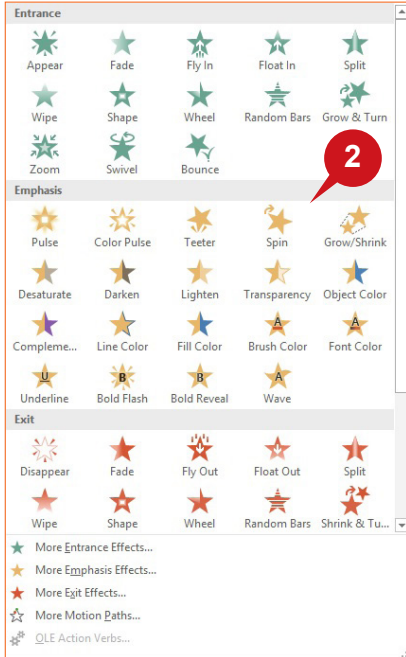 Entrance
Appear Fade Fly In Float In Split
Wipe Shape Wheel Random Bars Grow & Turn
Zoom Swivel Bounce
2
Emphasis
Pulse Color Pulse Teeter Spin Grow/Shrink
Desaturate Darken Lighten Transparency Object Color
A A
Compleme... Line Color Fill Color Brush Color Font Color
U B B A
Underline Bold Flash Bold Reveal Wave
Exit
Disappear Fade Fly Out Float Out Split
Wipe Shape Wheel Random Bars Shrink & Tu...
More Entrance Effects...
More Emphasis Effects...
More Exit Effects...
More Motion Paths...
OLE Action Verbs...